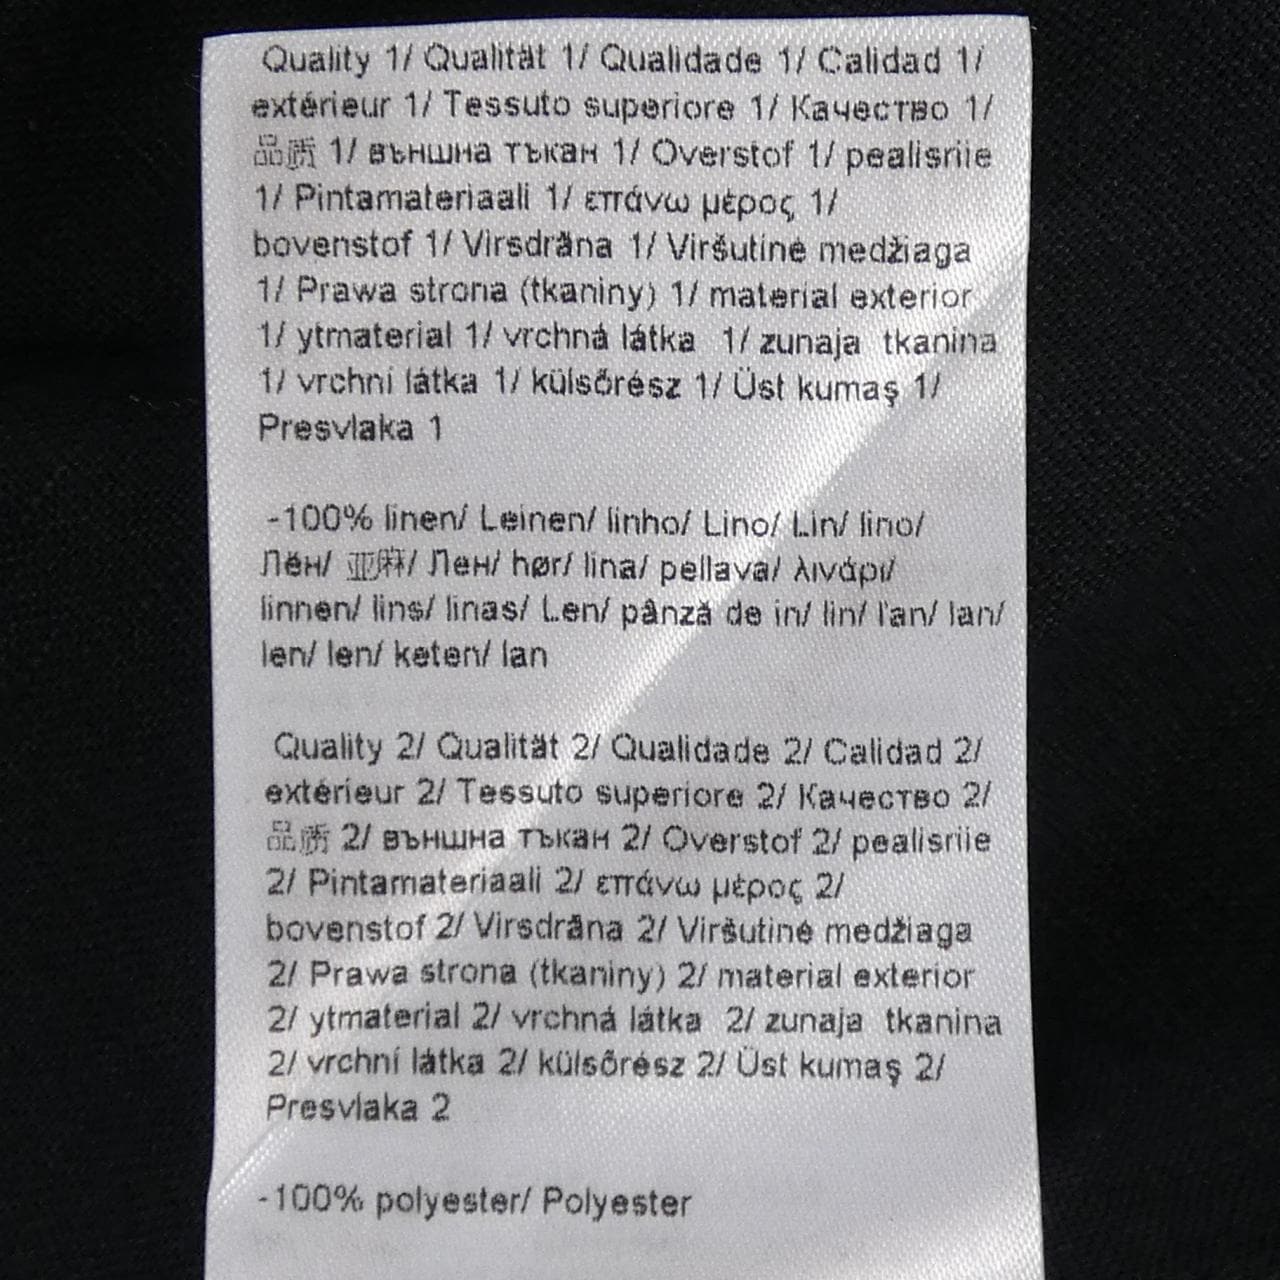 Quality 1/ Qualität 1/ Qualidade 1/ Calidad 1/
extérieur 1/ Tessuto superiore 1/ Качество 1/
品质 1/ външна тъкан 1/ Overstof 1/ pealisriie
1/ Pintamateriaali 1/ επάνω μέρος 1/
bovenstof 1/ Virsdrāna 1/ Viršutinė medžiaga
1/ Prawa strona (tkaniny) 1/ material exterior
1/ ytmaterial 1/ vrchná látka 1/ zunaja tkanina
1/ vrchní látka 1/ külsőrész 1/ Üst kumaş 1/
Presvlaka 1
-100% linen/ Leinen/ linho/ Lino/ Lin/ lino/
Лён/ 亚麻/ Лен/ hør/ lina/ pellava/ λινάρι/
linnen/ lins/ linas/ Len/ pânză de in/ lin/ ľan/ lan/
len/ len/ keten/ lan
Quality 2/ Qualität 2/ Qualidade 2/ Calidad 2/
extérieur 2/ Tessuto superiore 2/ Качество 2/
品质 2/ външна тъкан 2/ Overstof 2/ pealisriie
2/ Pintamateriaali 2/ επάνω μέρος 2/
bovenstof 2/ Virsdrāna 2/ Viršutinė medžiaga
2/ Prawa strona (tkaniny) 2/ material exterior
2/ ytmaterial 2/ vrchná látka 2/ zunaja tkanina
2/ vrchní látka 2/ külsőrész 2/ Üst kumaş 2/
Presvlaka 2
-100% polyester/ Polyester